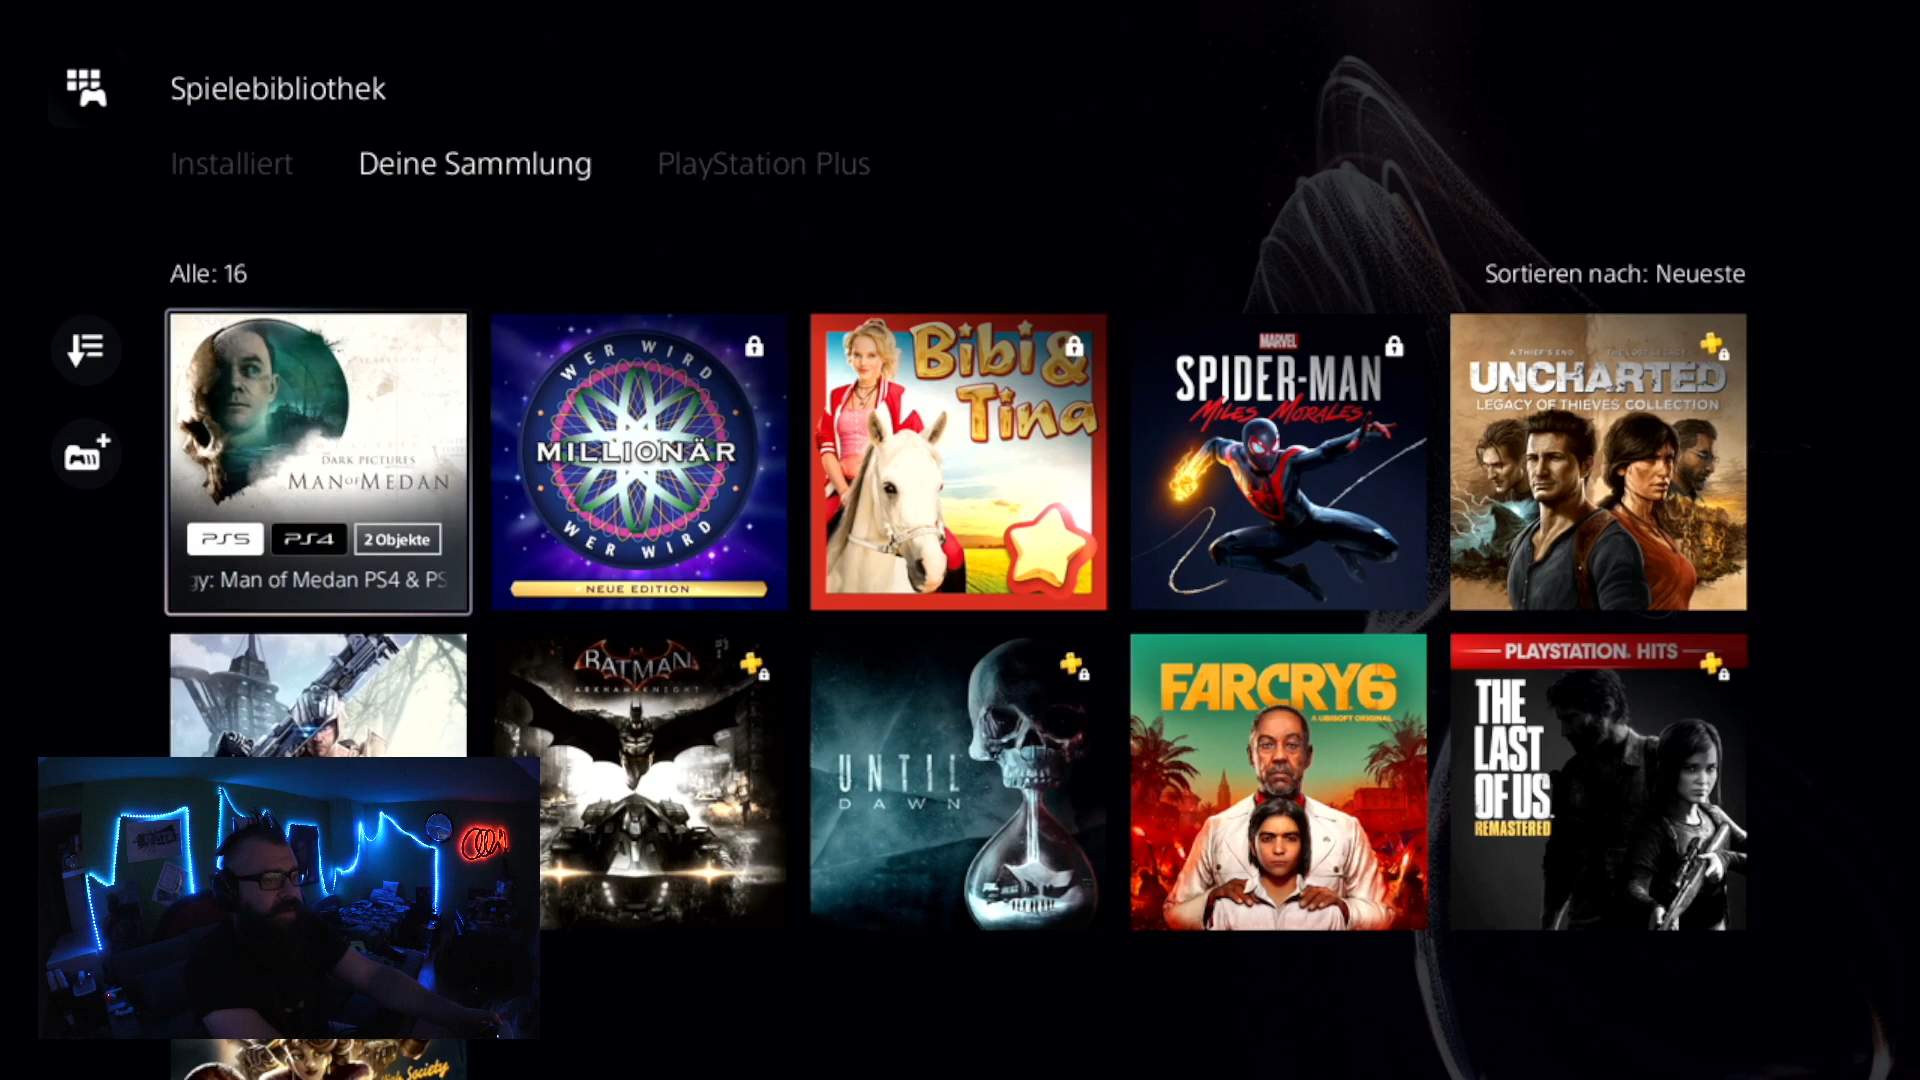 Spielebibliothek
Installiert
Deine Sammlung
PlayStation Plus
Alle: 16
Sortieren nach: Neueste
DARK PICTURES
MAN OF MEDAN
PS5
PS4
2 Objekte
gy: Man of Medan PS4 & PS
WER WIRD
MILLIONÄR
WER WIRD
NEUE EDITION
Bibi &
Tina
MARVEL
SPIDER-MAN
MILES MORALES
A THIEF'S END
THE LOST LEGACY
UNCHARTED
LEGACY OF THIEVES COLLECTION
BATMAN
ARKHAM KNIGHT
UNTIL
DAWN
FARCRY6
A UBISOFT ORIGINAL
PLAYSTATION HITS
THE
LAST
OF US
REMASTERED
High Society